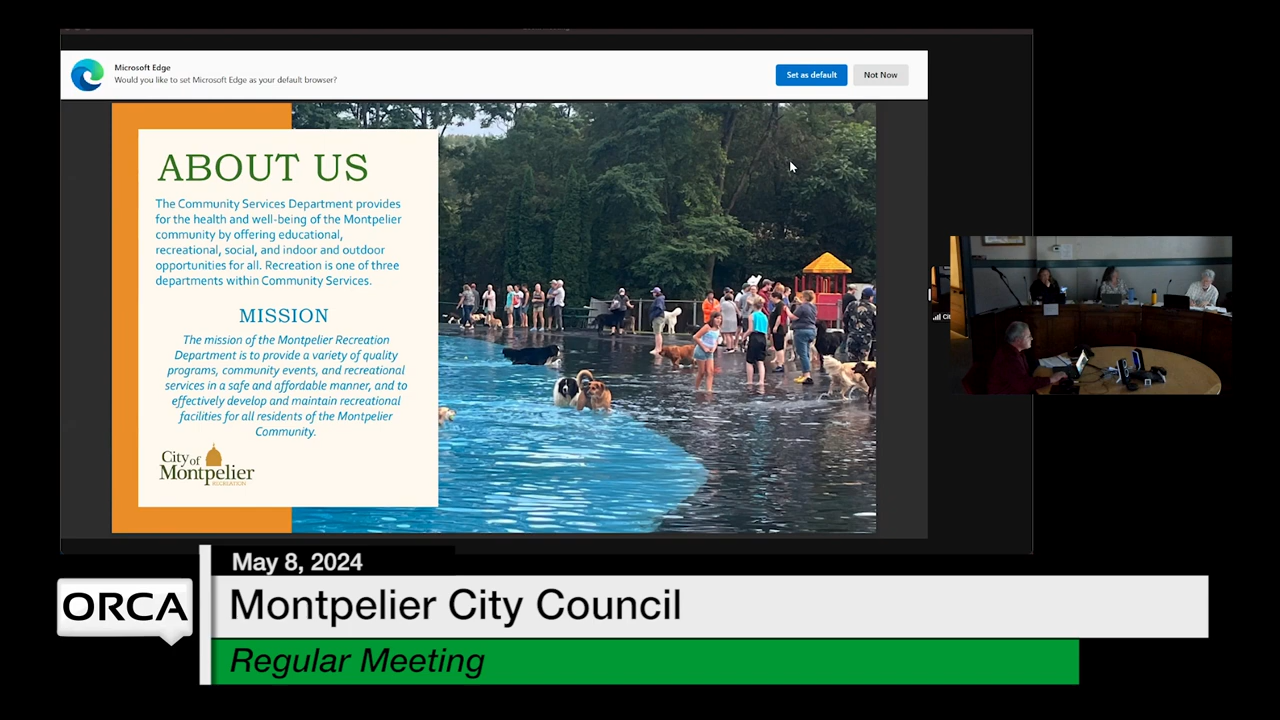 Microsoft Edge
Would you like to set Microsoft Edge as your default browser?
Set as default
Not Now
ABOUT US
The Community Services Department provides
for the health and well-being of the Montpelier
community by offering educational,
recreational, social, and indoor and outdoor
opportunities for all. Recreation is one of three
departments within Community Services.
MISSION
The mission of the Montpelier Recreation
Department is to provide a variety of quality
programs, community events, and recreational
services in a safe and affordable manner, and to
effectively develop and maintain recreational
facilities for all residents of the Montpelier
Community.
City of
Montpelier
RECREATION
May 8, 2024
ORCA
Montpelier City Council
Regular Meeting